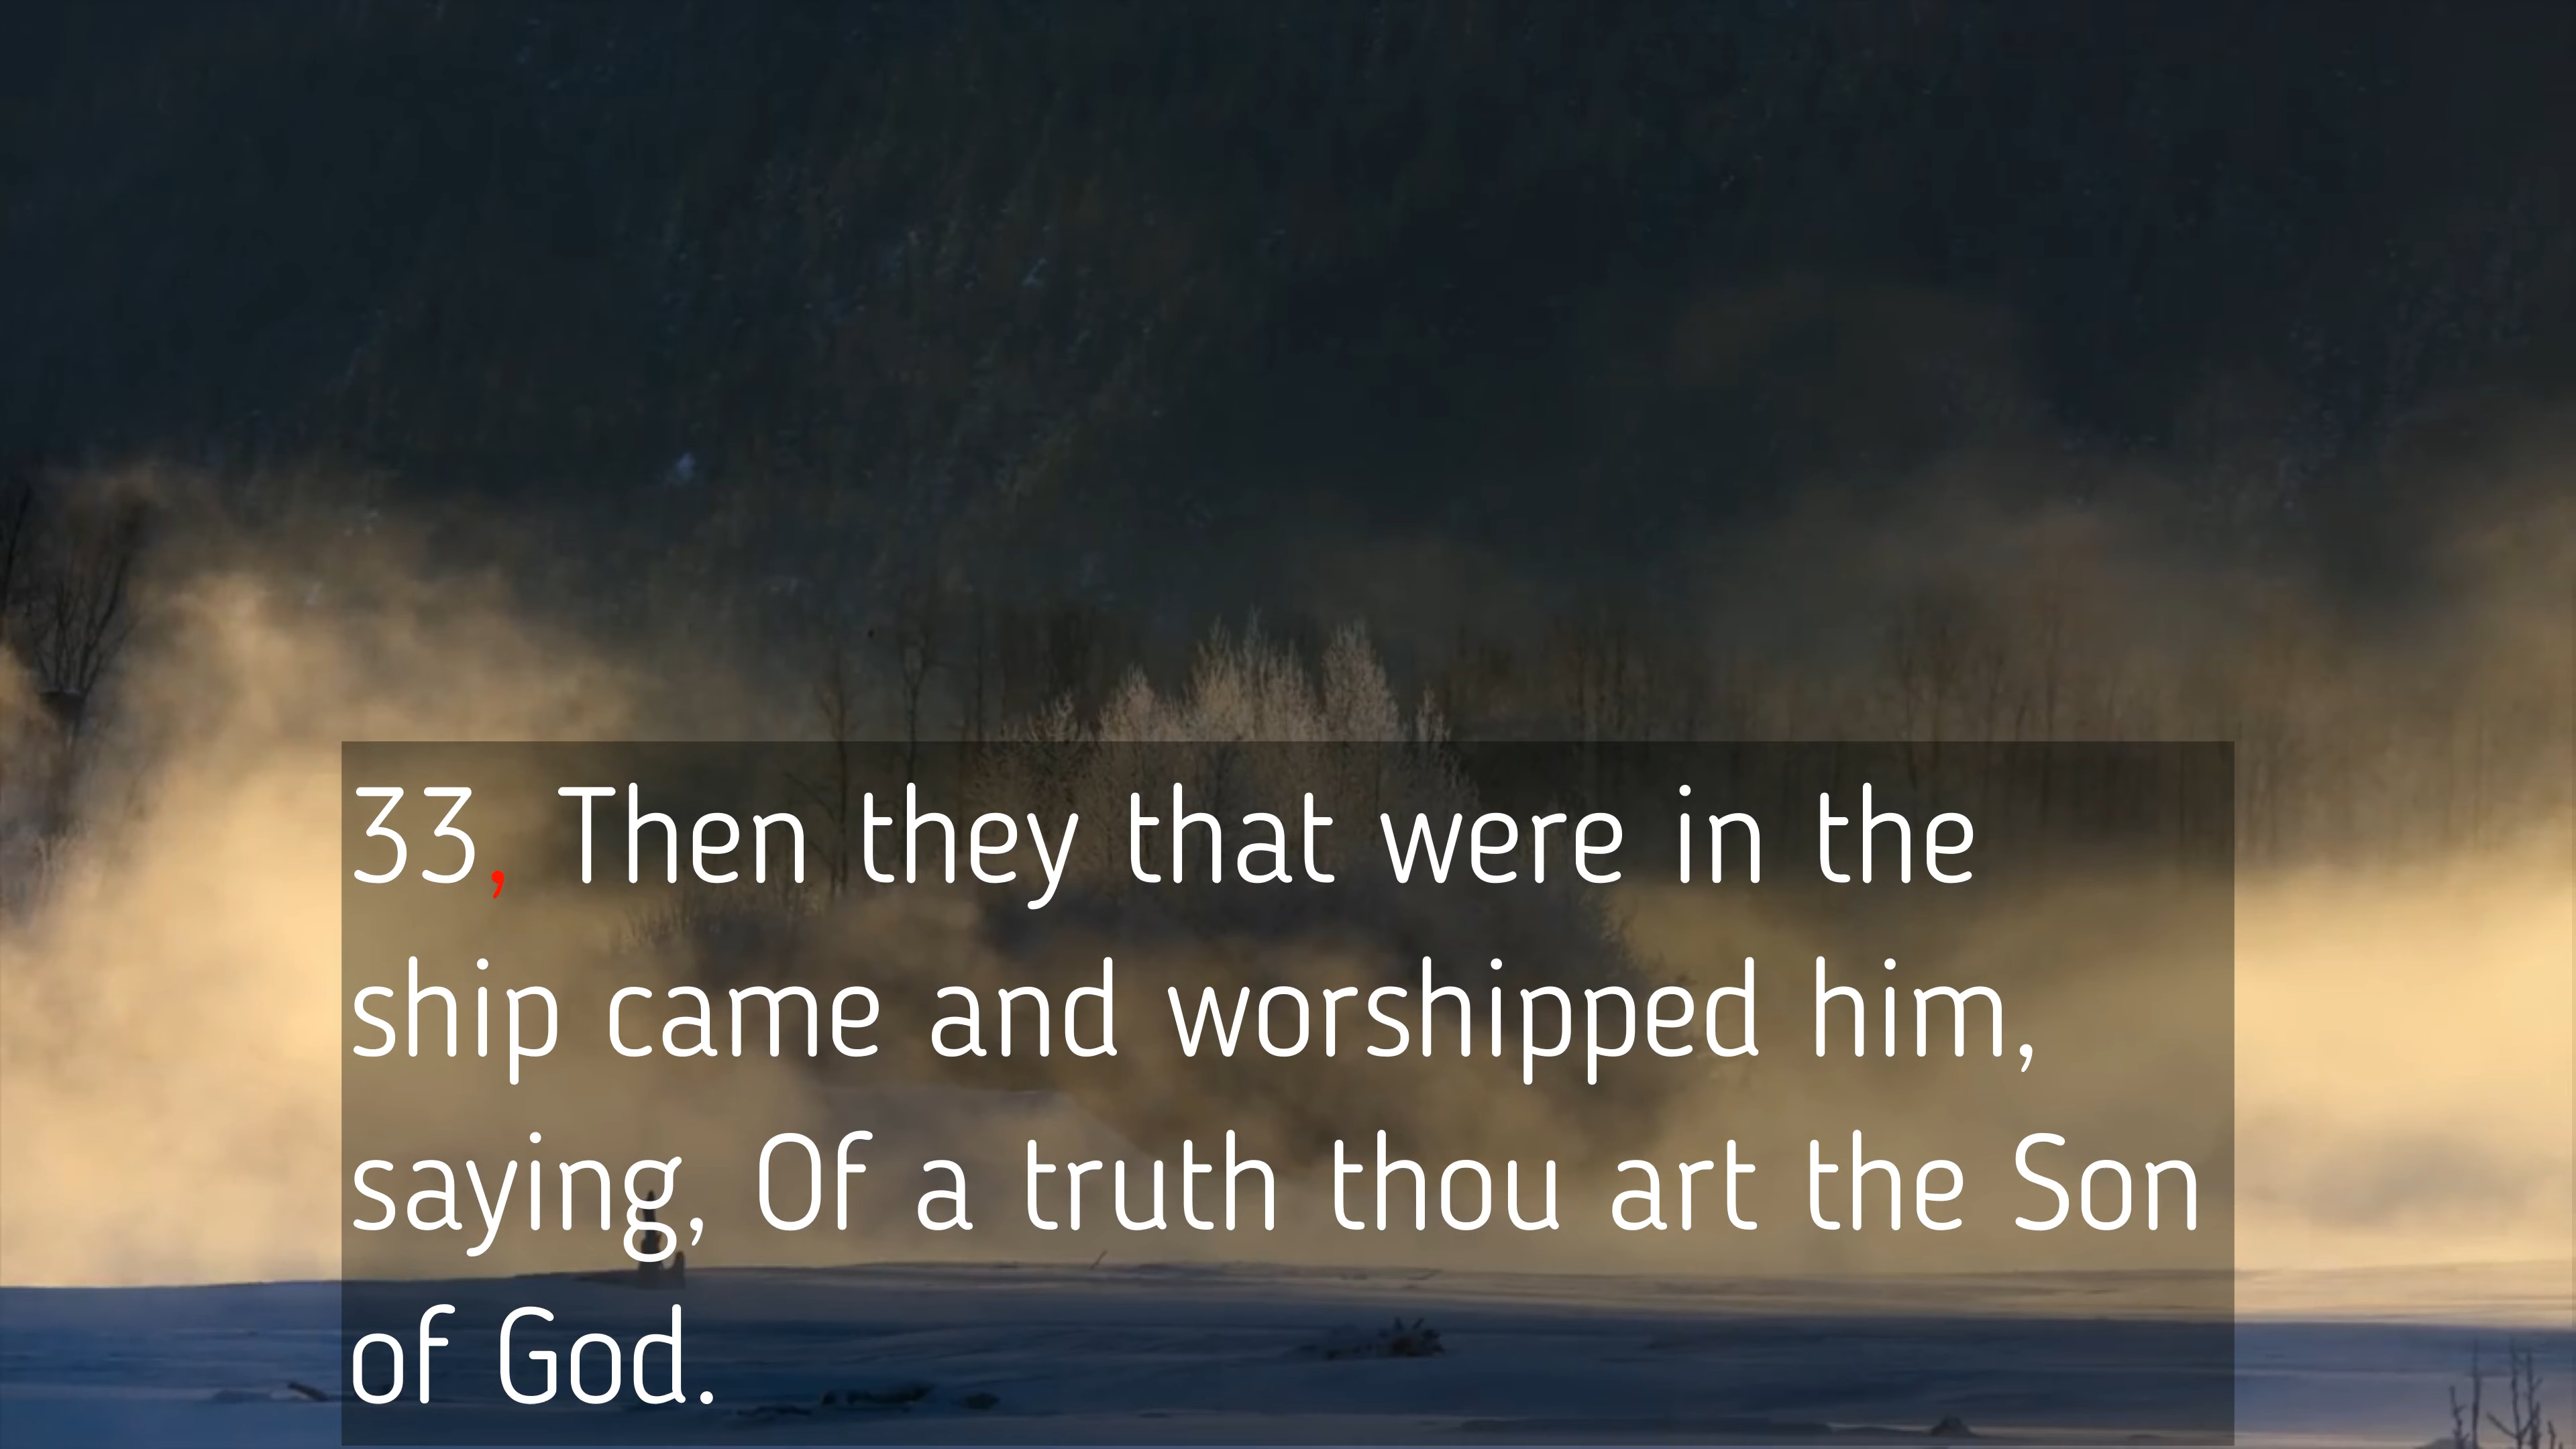 33, Then they that were in the
ship came and worshipped him,
saying, Of a truth thou art the Son
of God.